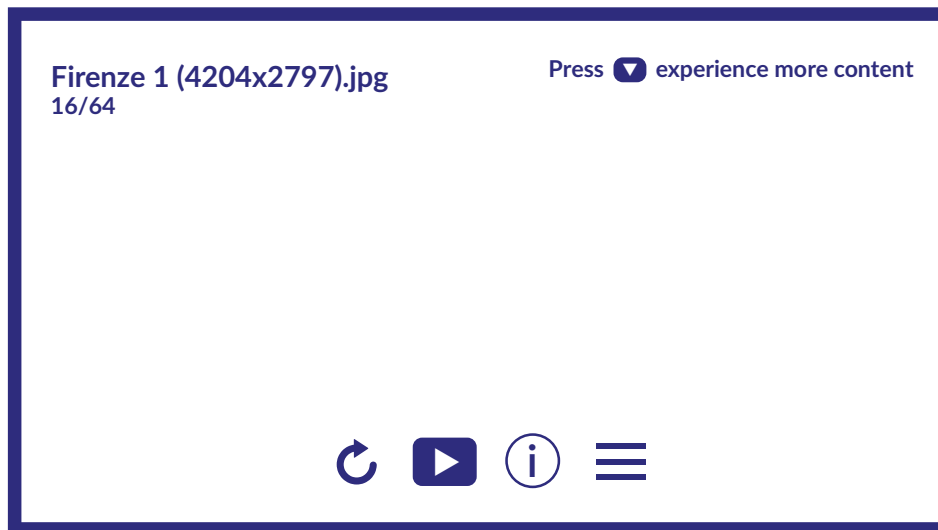 Firenze 1 (4204x2797).jpg
16/64
Press ▼ experience more content
i